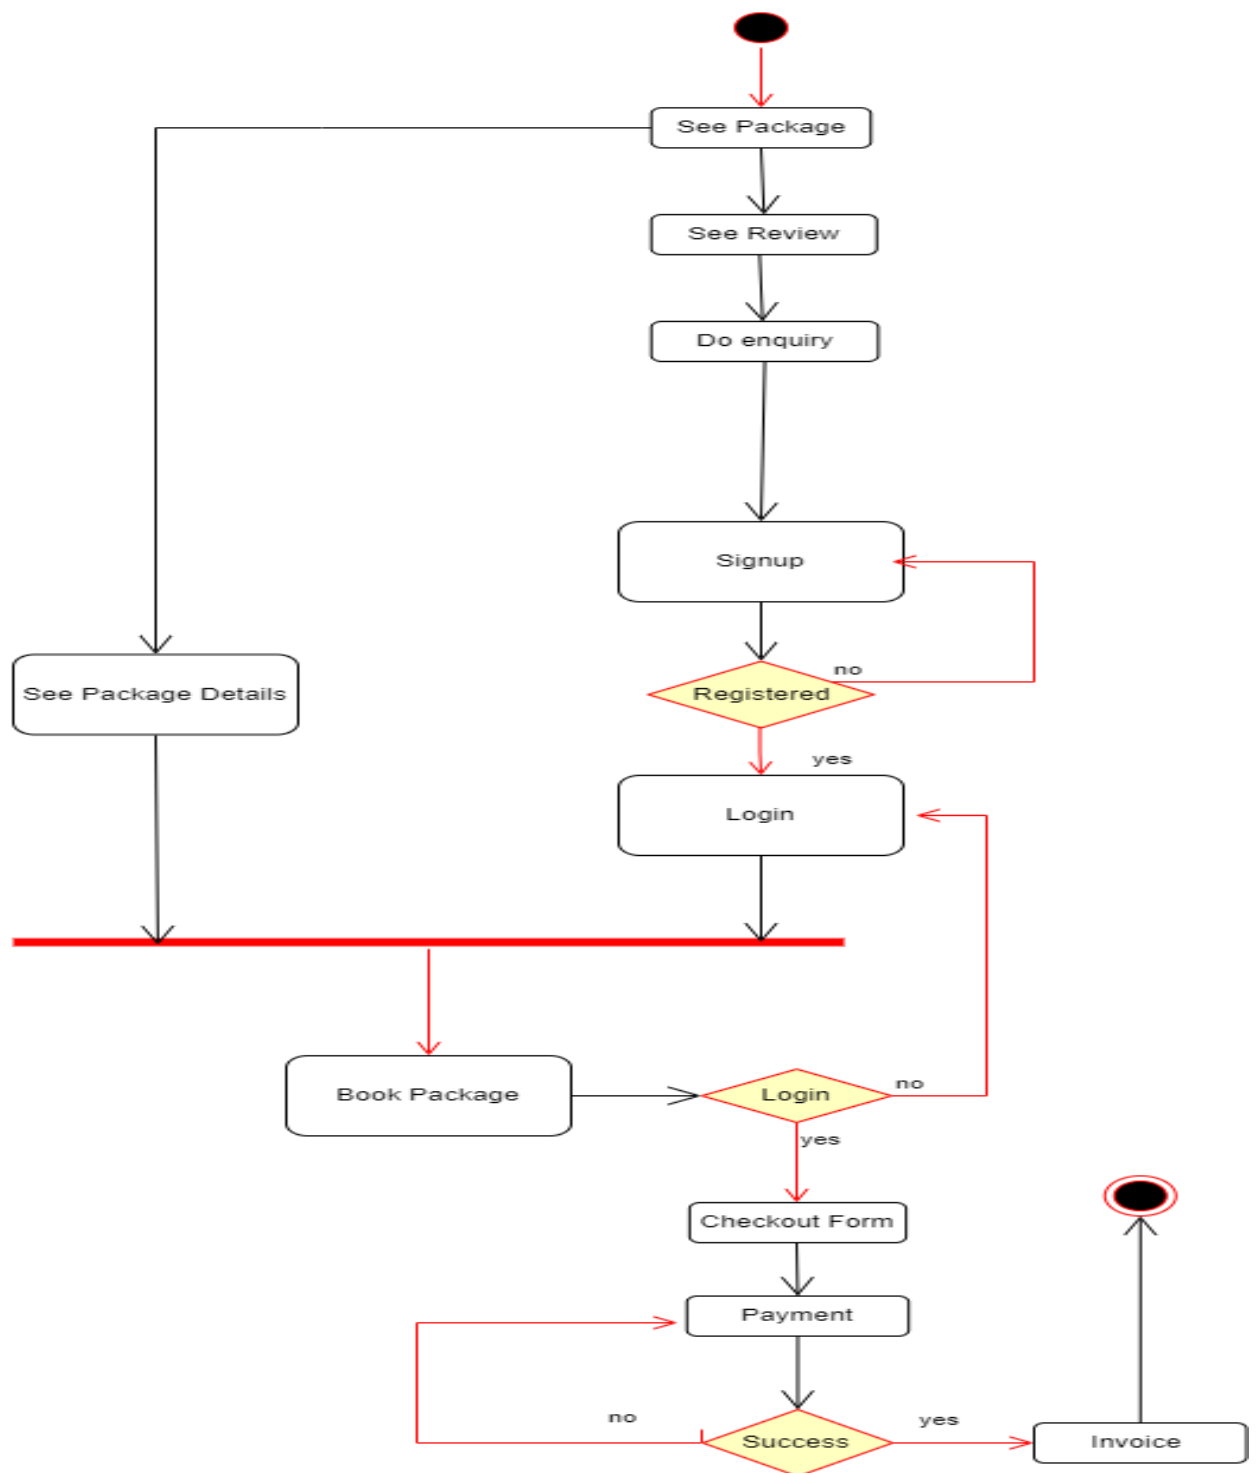 See Package
See Review
Do enquiry
Signup
no
See Package Details
Registered
yes
Login
Book Package
Login
no
yes
Checkout Form
Payment
no
yes
Success
Invoice